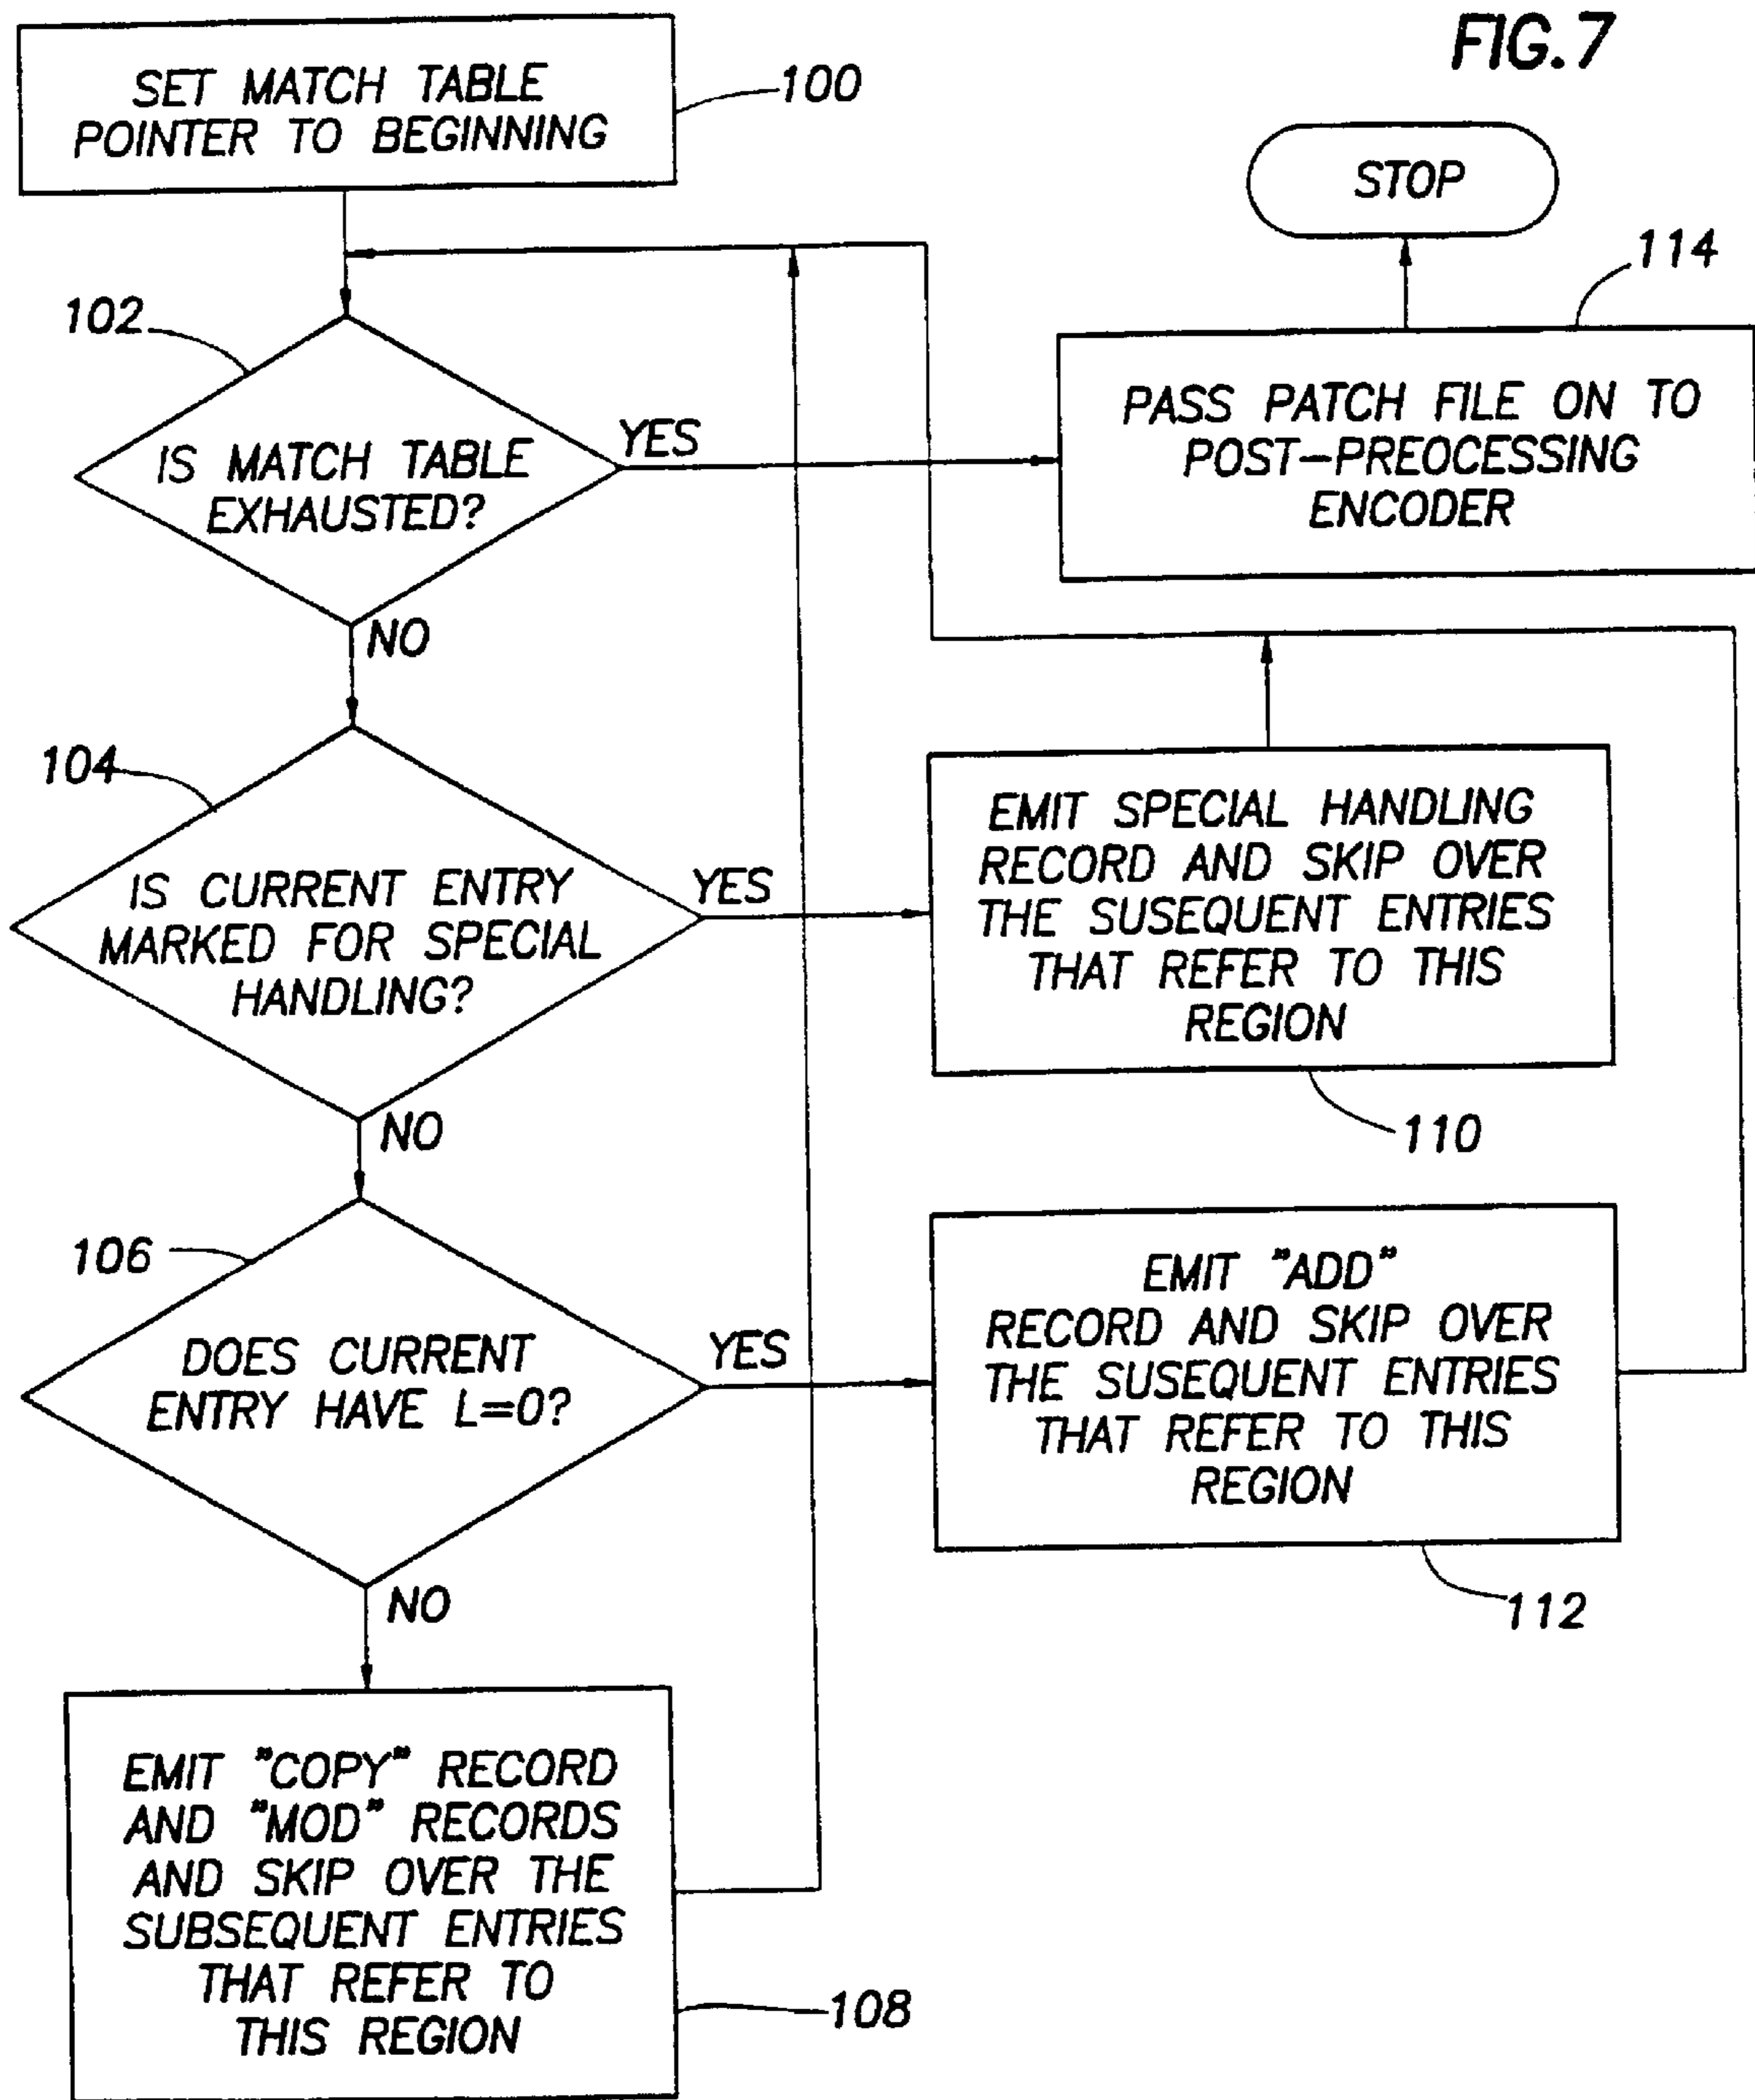 FIG.7
SET MATCH TABLE
POINTER TO BEGINNING
100
STOP
114
102
IS MATCH TABLE
EXHAUSTED?
YES
PASS PATCH FILE ON TO
POST-PREOCESSING
ENCODER
NO
104
IS CURRENT ENTRY
MARKED FOR SPECIAL
HANDLING?
YES
EMIT SPECIAL HANDLING
RECORD AND SKIP OVER
THE SUSEQUENT ENTRIES
THAT REFER TO THIS
REGION
110
NO
106
DOES CURRENT
ENTRY HAVE L=0?
YES
EMIT "ADD"
RECORD AND SKIP OVER
THE SUSEQUENT ENTRIES
THAT REFER TO THIS
REGION
112
NO
EMIT "COPY" RECORD
AND "MOD" RECORDS
AND SKIP OVER THE
SUBSEQUENT ENTRIES
THAT REFER TO
THIS REGION
108